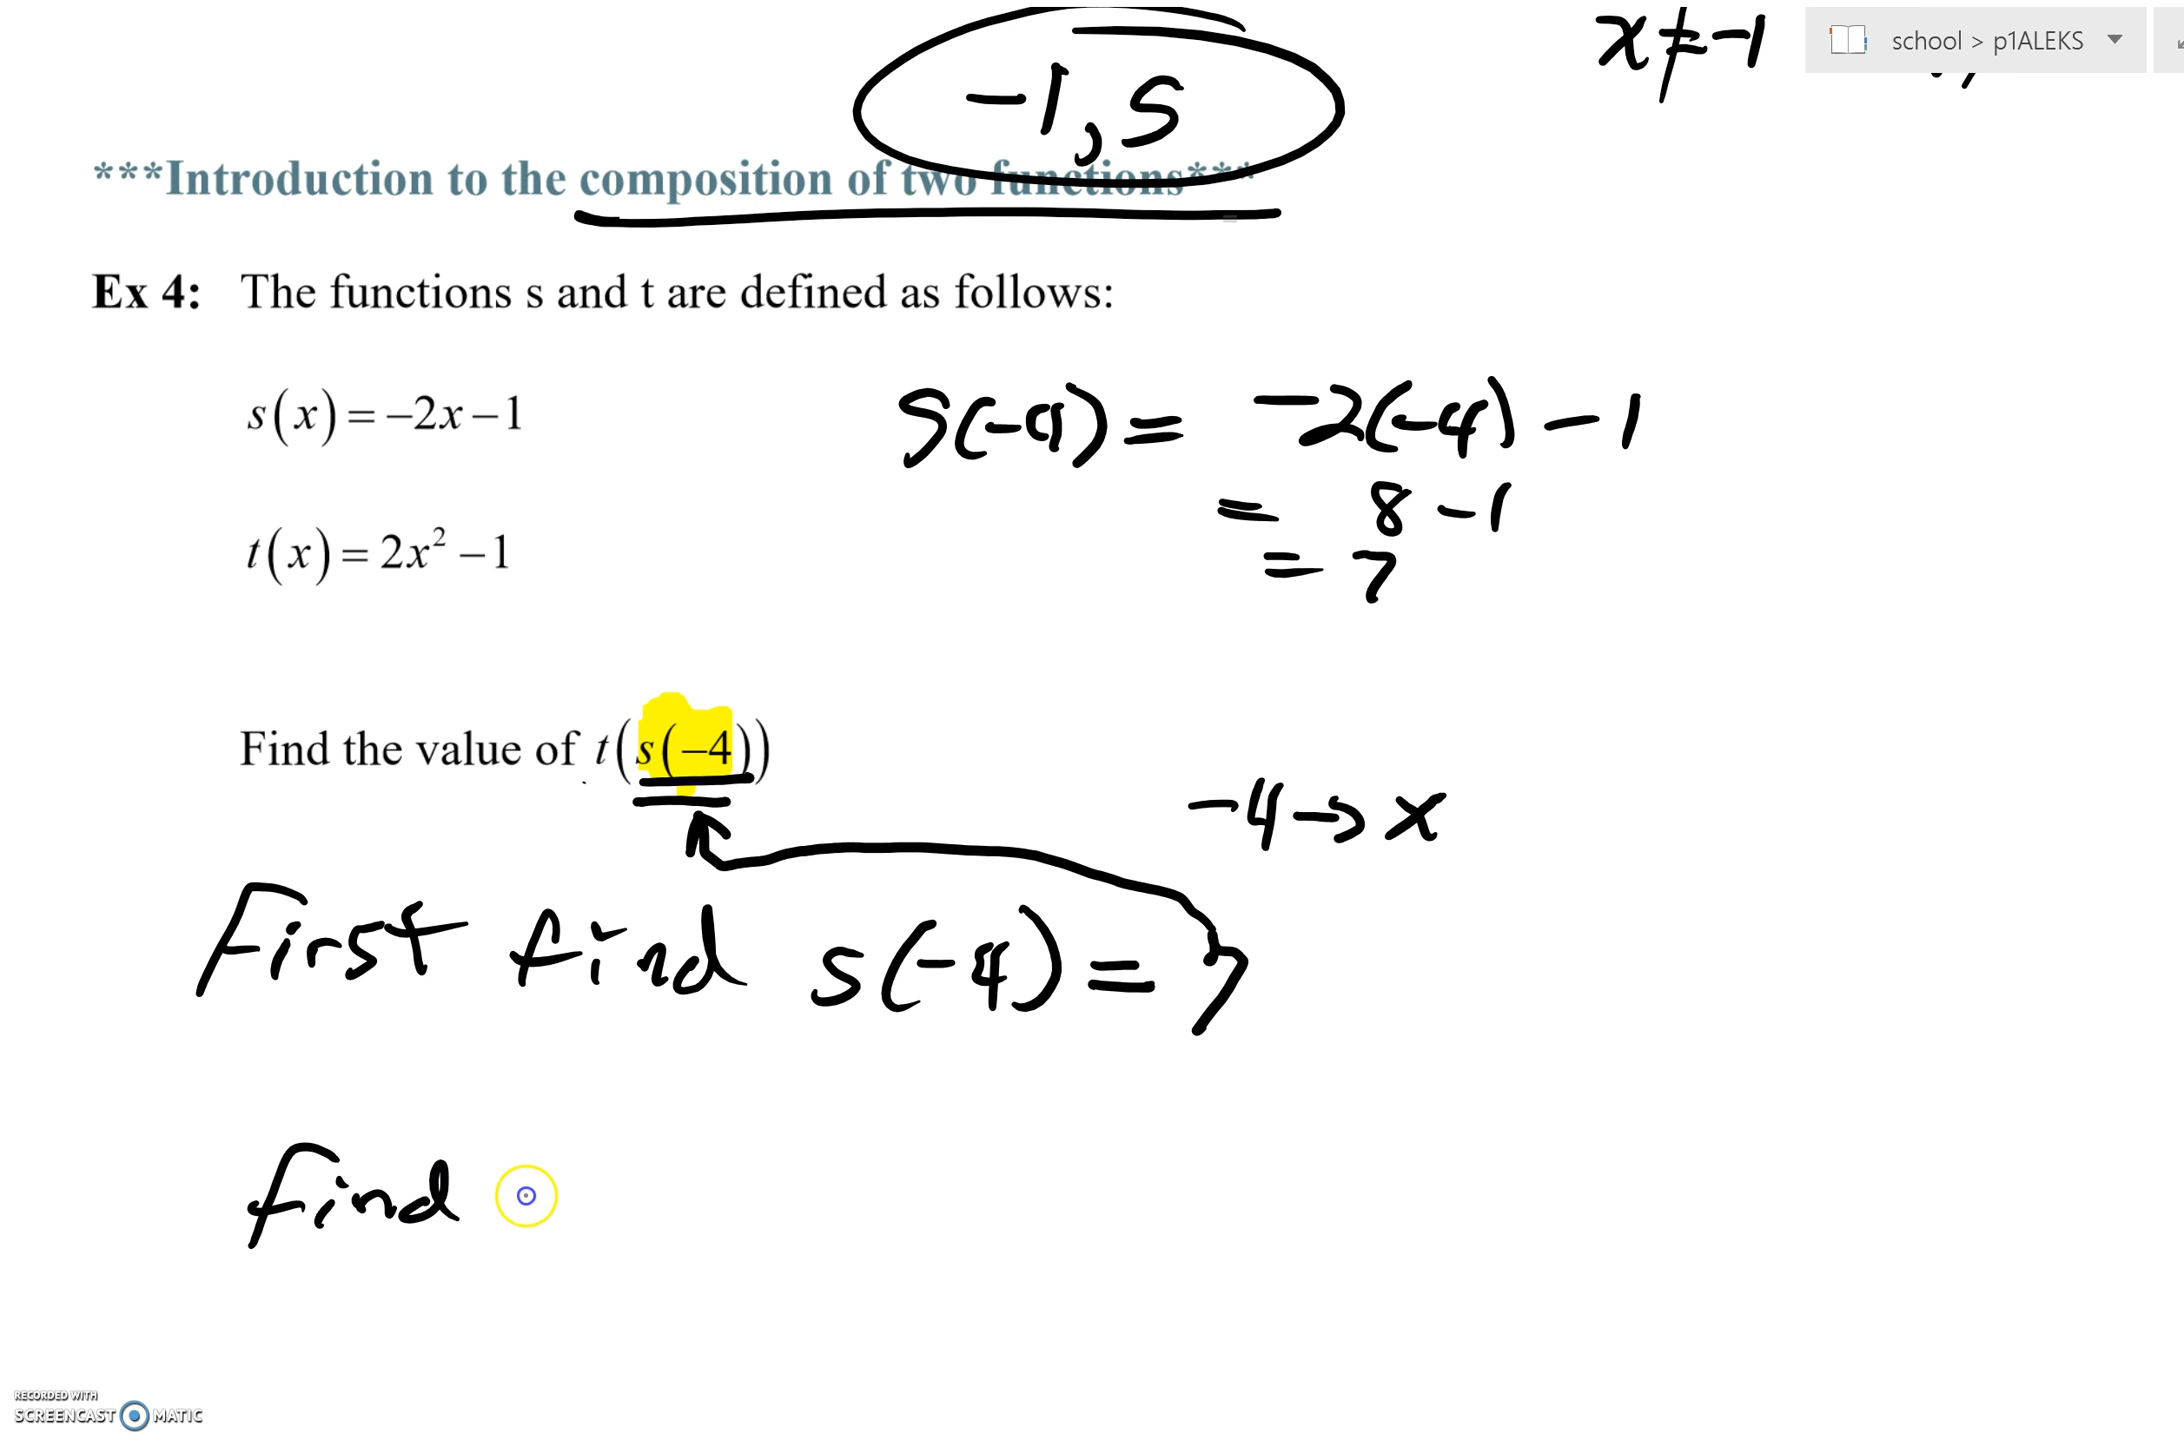 x≠-1
school > p1ALEKS
-1,5
***Introduction to the composition of two functions***
Ex 4: The functions s and t are defined as follows:
s(x)=-2x-1
s(-4)= -2(-4)-1
= 8-1
t(x)=2x²-1
= 7
Find the value of t(s(-4))
-4→x
First find s(-4)=7
find
RECORDED WITH
SCREENCAST MATIC